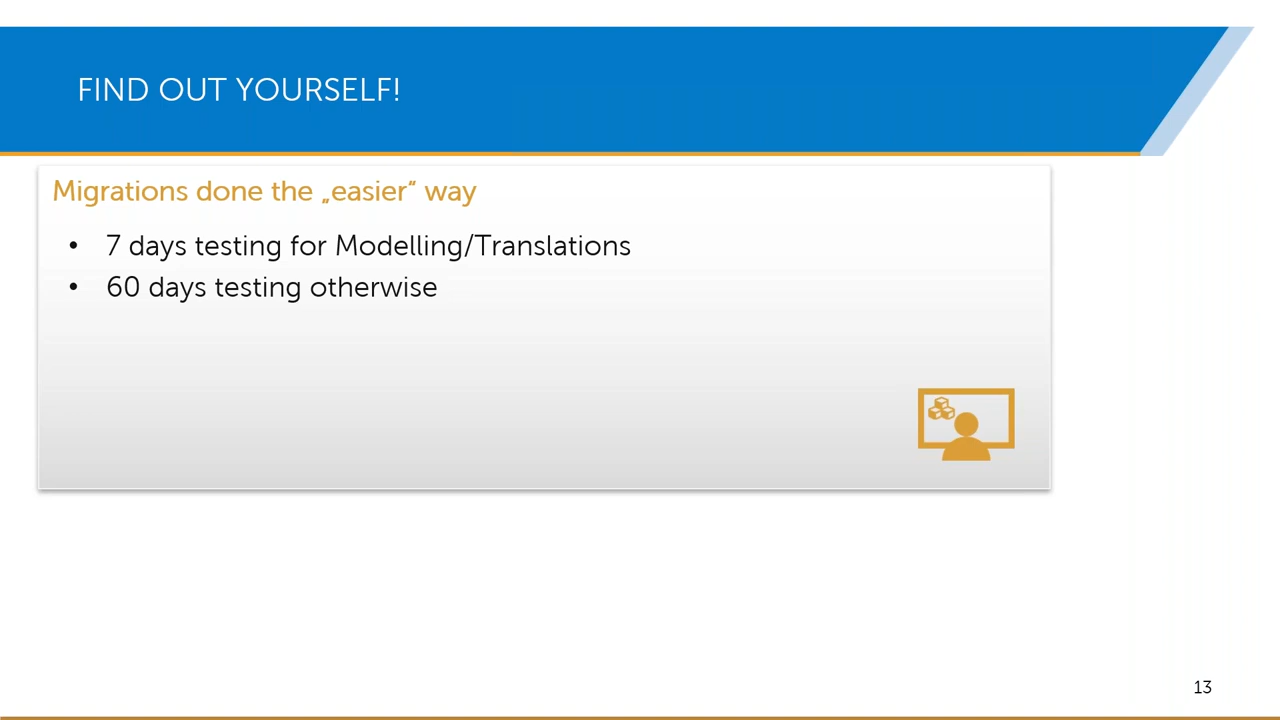 FIND OUT YOURSELF!
Migrations done the „easier“ way
• 7 days testing for Modelling/Translations
• 60 days testing otherwise
13